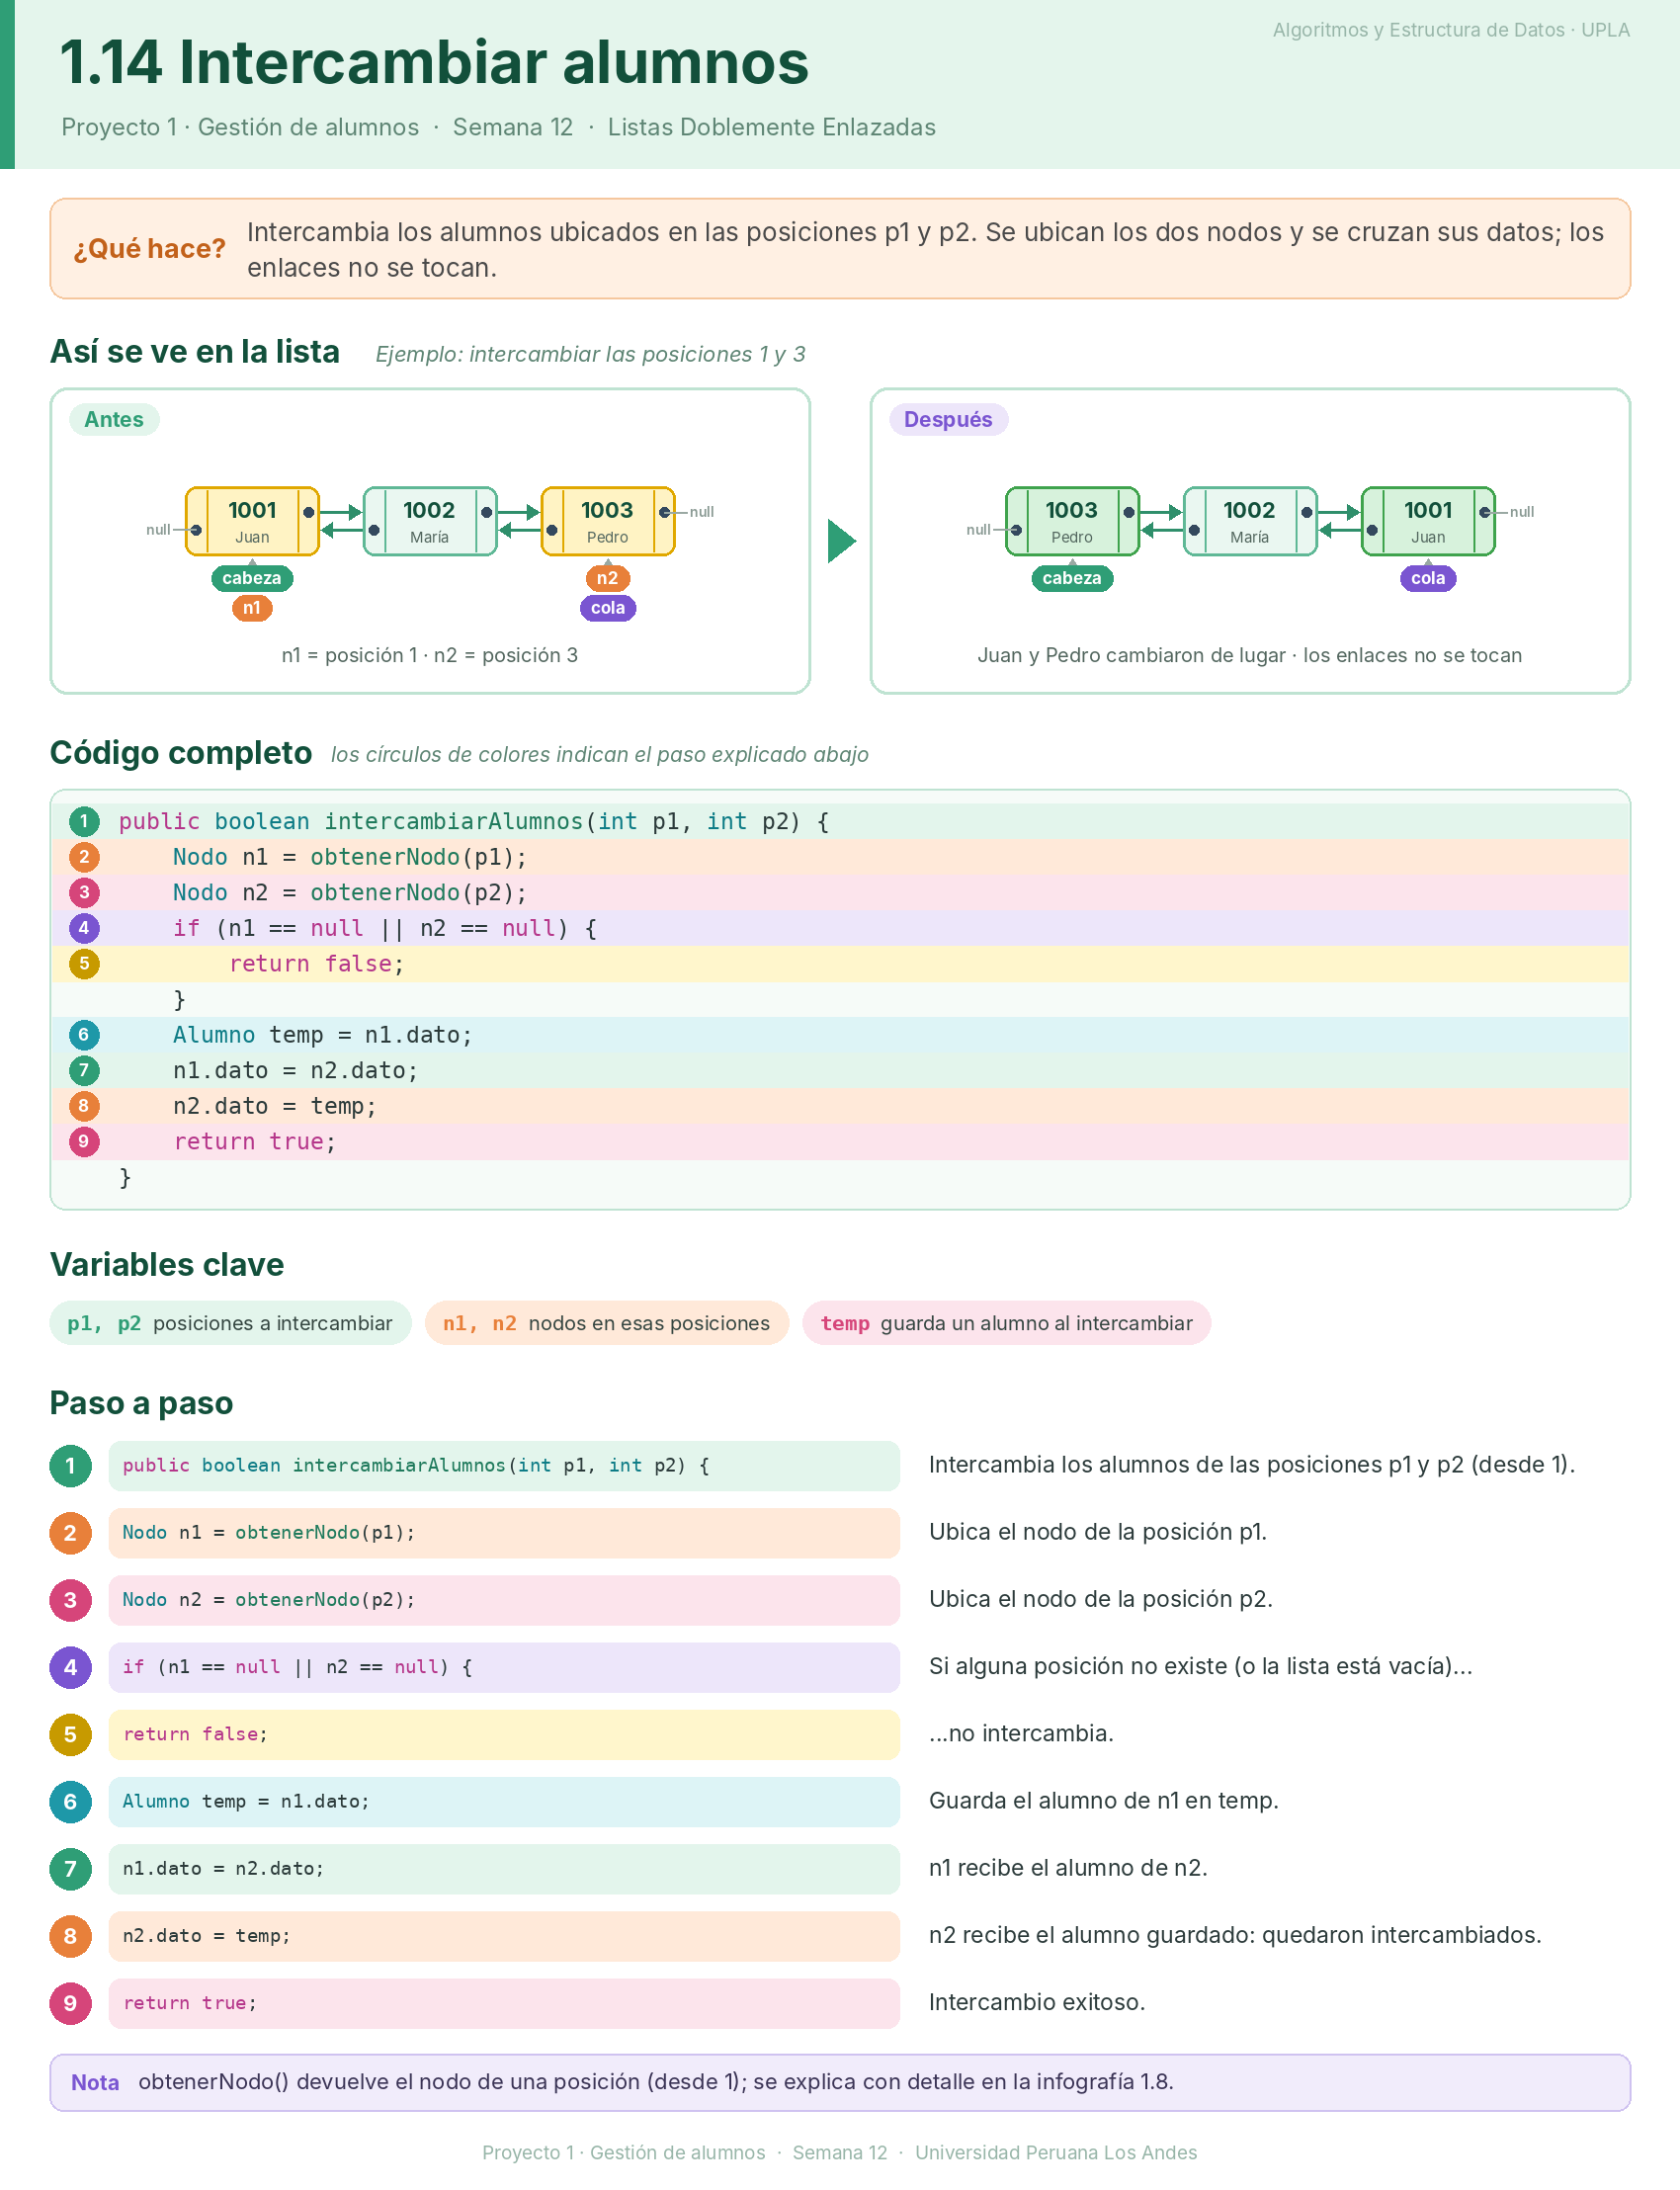 Algoritmos y Estructura de Datos · UPLA
1.14 Intercambiar alumnos
Proyecto 1 · Gestión de alumnos · Semana 12 · Listas Doblemente Enlazadas
¿Qué hace?
Intercambia los alumnos ubicados en las posiciones p1 y p2. Se ubican los dos nodos y se cruzan sus datos; los
enlaces no se tocan.
Así se ve en la lista Ejemplo: intercambiar las posiciones 1 y 3
Antes
null 1001 1002 1003 null
Juan María Pedro
cabeza n2
n1 cola
n1 = posición 1 · n2 = posición 3
Después
null 1003 1002 1001 null
Pedro María Juan
cabeza cola
Juan y Pedro cambiaron de lugar · los enlaces no se tocan
Código completo los círculos de colores indican el paso explicado abajo
1 public boolean intercambiarAlumnos(int p1, int p2) {
2 Nodo n1 = obtenerNodo(p1);
3 Nodo n2 = obtenerNodo(p2);
4 if (n1 == null || n2 == null) {
5 return false;
}
6 Alumno temp = n1.dato;
7 n1.dato = n2.dato;
8 n2.dato = temp;
9 return true;
}
Variables clave
p1, p2 posiciones a intercambiar n1, n2 nodos en esas posiciones temp guarda un alumno al intercambiar
Paso a paso
1 public boolean intercambiarAlumnos(int p1, int p2) { Intercambia los alumnos de las posiciones p1 y p2 (desde 1).
2 Nodo n1 = obtenerNodo(p1); Ubica el nodo de la posición p1.
3 Nodo n2 = obtenerNodo(p2); Ubica el nodo de la posición p2.
4 if (n1 == null || n2 == null) { Si alguna posición no existe (o la lista está vacía)...
5 return false; ...no intercambia.
6 Alumno temp = n1.dato; Guarda el alumno de n1 en temp.
7 n1.dato = n2.dato; n1 recibe el alumno de n2.
8 n2.dato = temp; n2 recibe el alumno guardado: quedaron intercambiados.
9 return true; Intercambio exitoso.
Nota obtenerNodo() devuelve el nodo de una posición (desde 1); se explica con detalle en la infografía 1.8.
Proyecto 1 · Gestión de alumnos · Semana 12 · Universidad Peruana Los Andes